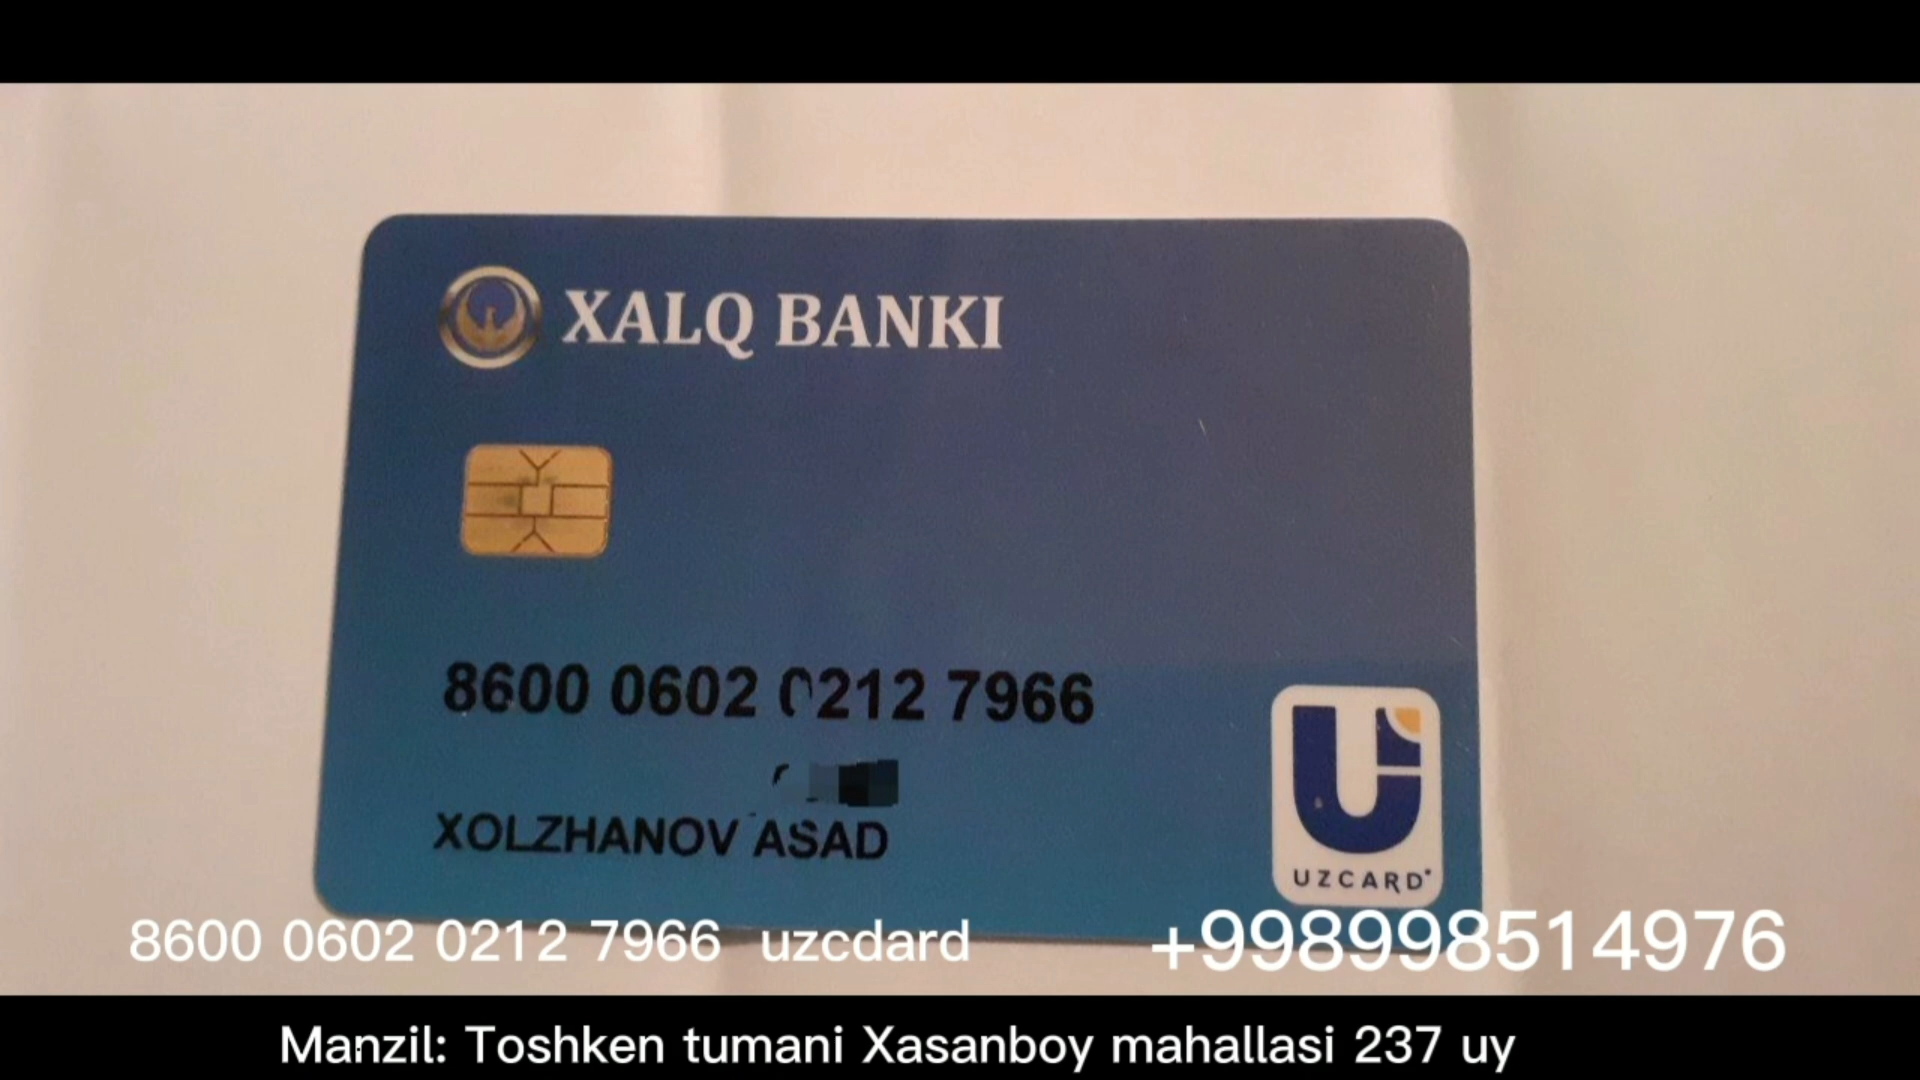 XALQ BANKI
8600 0602 0212 7966
XOLZHANOV ASAD
UZCARD
8600 0602 0212 7966 uzcdard
+998998514976
Manzil: Toshken tumani Xasanboy mahallasi 237 uy